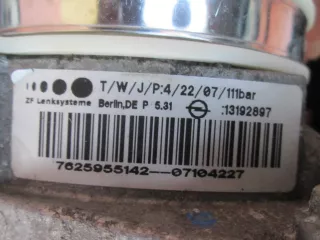 T/W/J/P:4/22/07/111bar
ZF Lenksysteme Berlin,DE P 5.31 :13192897
7625955142--07104227